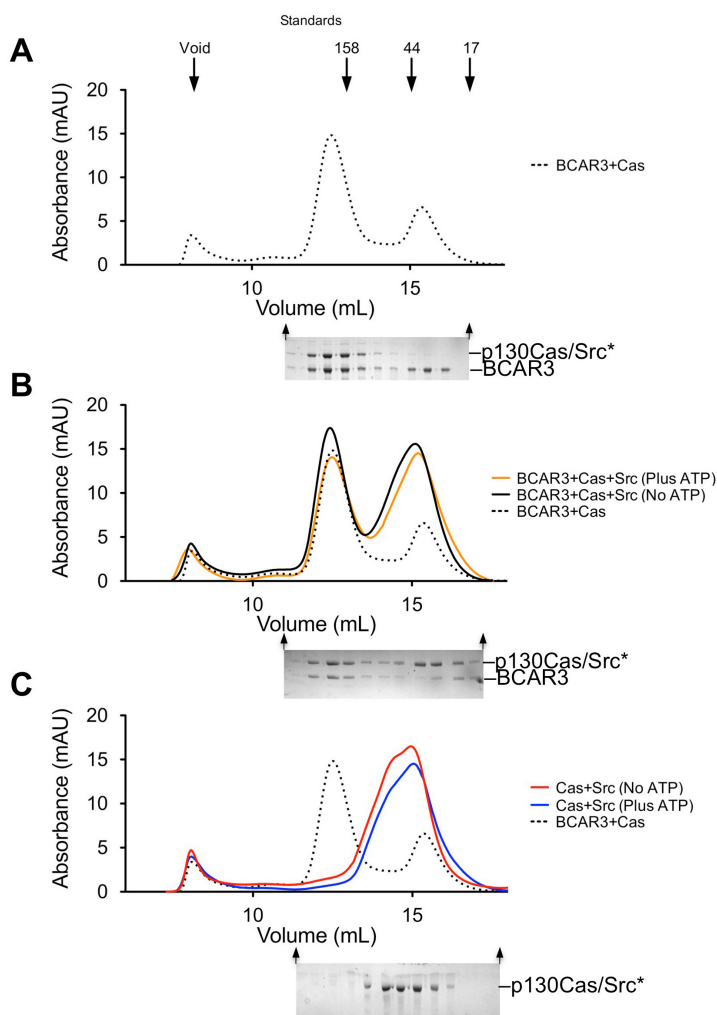 Standards
A
Void
158
44
17
Absorbance (mAU)
20
15
10
5
0
BCAR3+Cas
10
15
Volume (mL)
p130Cas/Src*
BCAR3
B
Absorbance (mAU)
20
15
10
5
0
BCAR3+Cas+Src (Plus ATP)
BCAR3+Cas+Src (No ATP)
BCAR3+Cas
10
15
Volume (mL)
p130Cas/Src*
BCAR3
C
Absorbance (mAU)
20
15
10
5
0
Cas+Src (No ATP)
Cas+Src (Plus ATP)
BCAR3+Cas
10
15
Volume (mL)
p130Cas/Src*